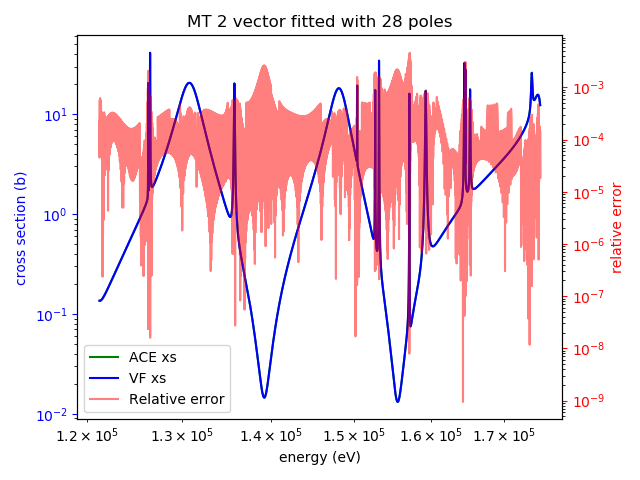 MT 2 vector fitted with 28 poles
cross section (b)
10¹
10⁰
10⁻¹
10⁻²
10⁻³
10⁻⁴
10⁻⁵
10⁻⁶
10⁻⁷
10⁻⁸
10⁻⁹
relative error
ACE xs
VF xs
Relative error
1.2 × 10⁵ 1.3 × 10⁵ 1.4 × 10⁵ 1.5 × 10⁵ 1.6 × 10⁵ 1.7 × 10⁵
energy (eV)